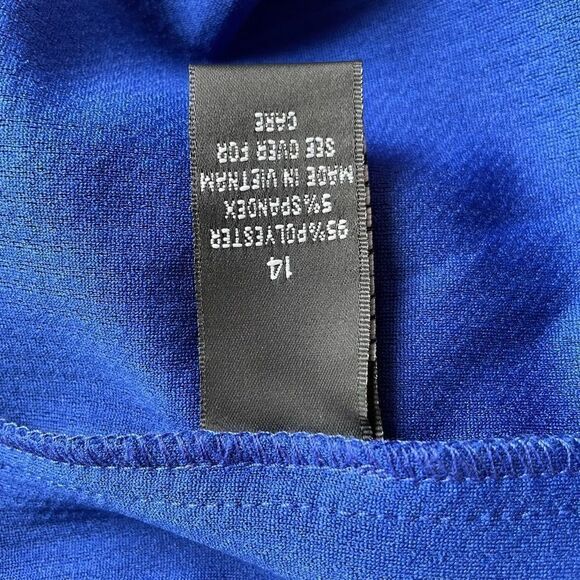 14
95%POLYESTER
5%SPANDEX
MADE IN VIETNAM
SEE OVER FOR
CARE